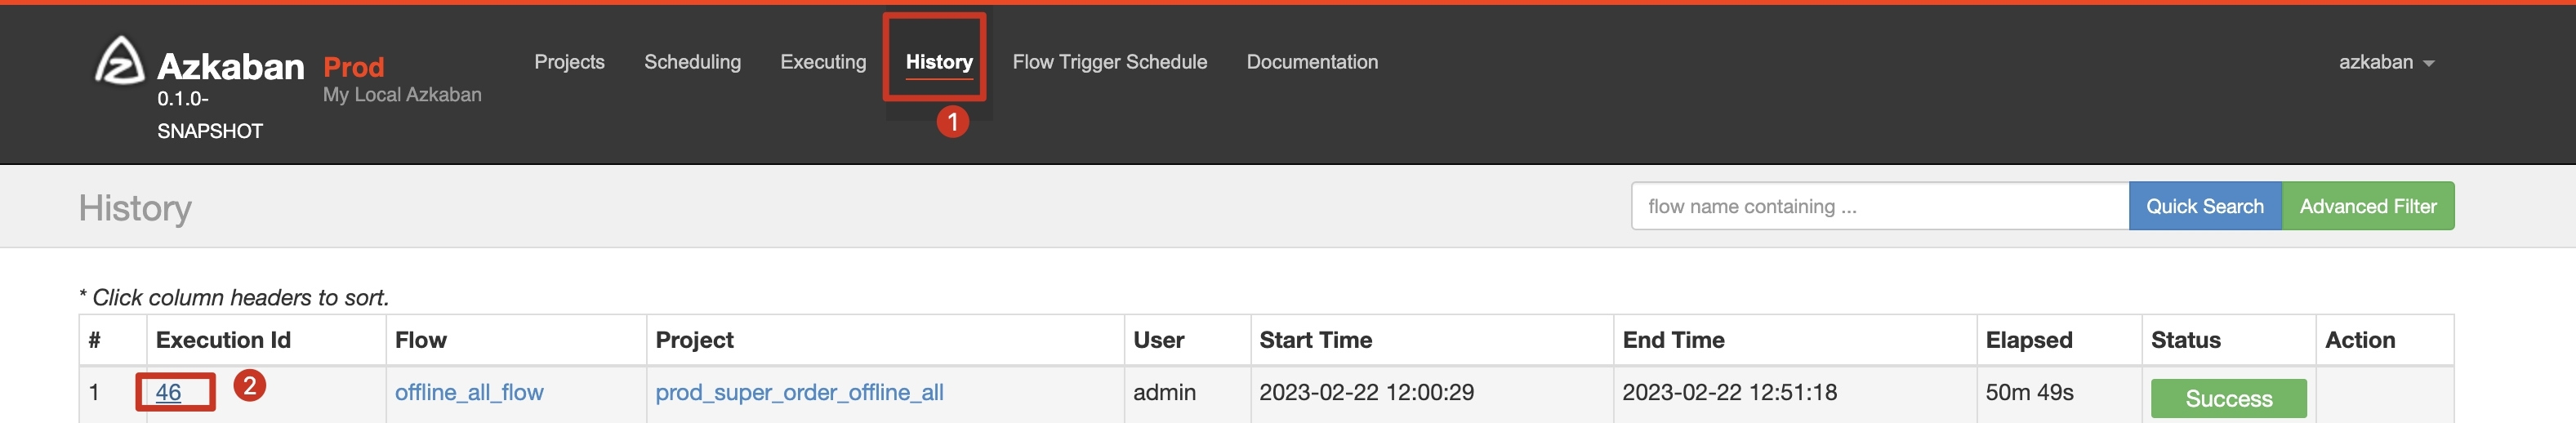 Azkaban Prod Projects Scheduling Executing History Flow Trigger Schedule Documentation azkaban
0.1.0- My Local Azkaban
SNAPSHOT
1
History flow name containing ... Quick Search Advanced Filter
* Click column headers to sort.
# Execution Id Flow Project User Start Time End Time Elapsed Status Action
1 46 2 offline_all_flow prod_super_order_offline_all admin 2023-02-22 12:00:29 2023-02-22 12:51:18 50m 49s Success